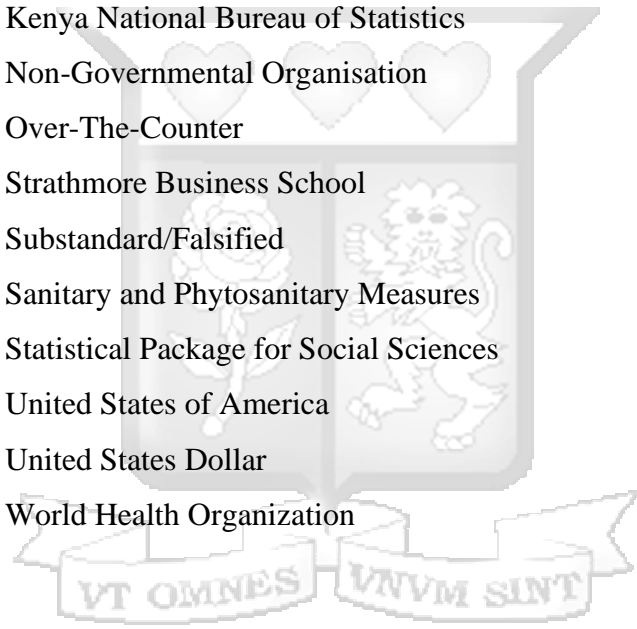 Kenya National Bureau of Statistics
Non-Governmental Organisation
Over-The-Counter
Strathmore Business School
Substandard/Falsified
Sanitary and Phytosanitary Measures
Statistical Package for Social Sciences
United States of America
United States Dollar
World Health Organization
VT OMNES VNVM SINT